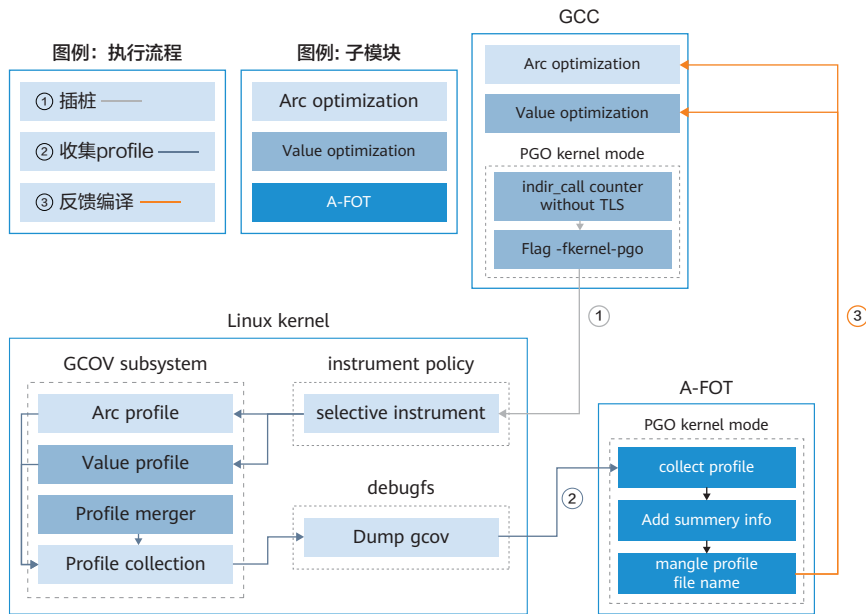 图例：执行流程
① 插桩
② 收集profile
③ 反馈编译
图例: 子模块
Arc optimization
Value optimization
A-FOT
GCC
Arc optimization
Value optimization
PGO kernel mode
indir_call counter
without TLS
Flag -fkernel-pgo
①
③
Linux kernel
GCOV subsystem
Arc profile
Value profile
Profile merger
Profile collection
instrument policy
selective instrument
debugfs
Dump gcov
②
A-FOT
PGO kernel mode
collect profile
Add summery info
mangle profile
file name